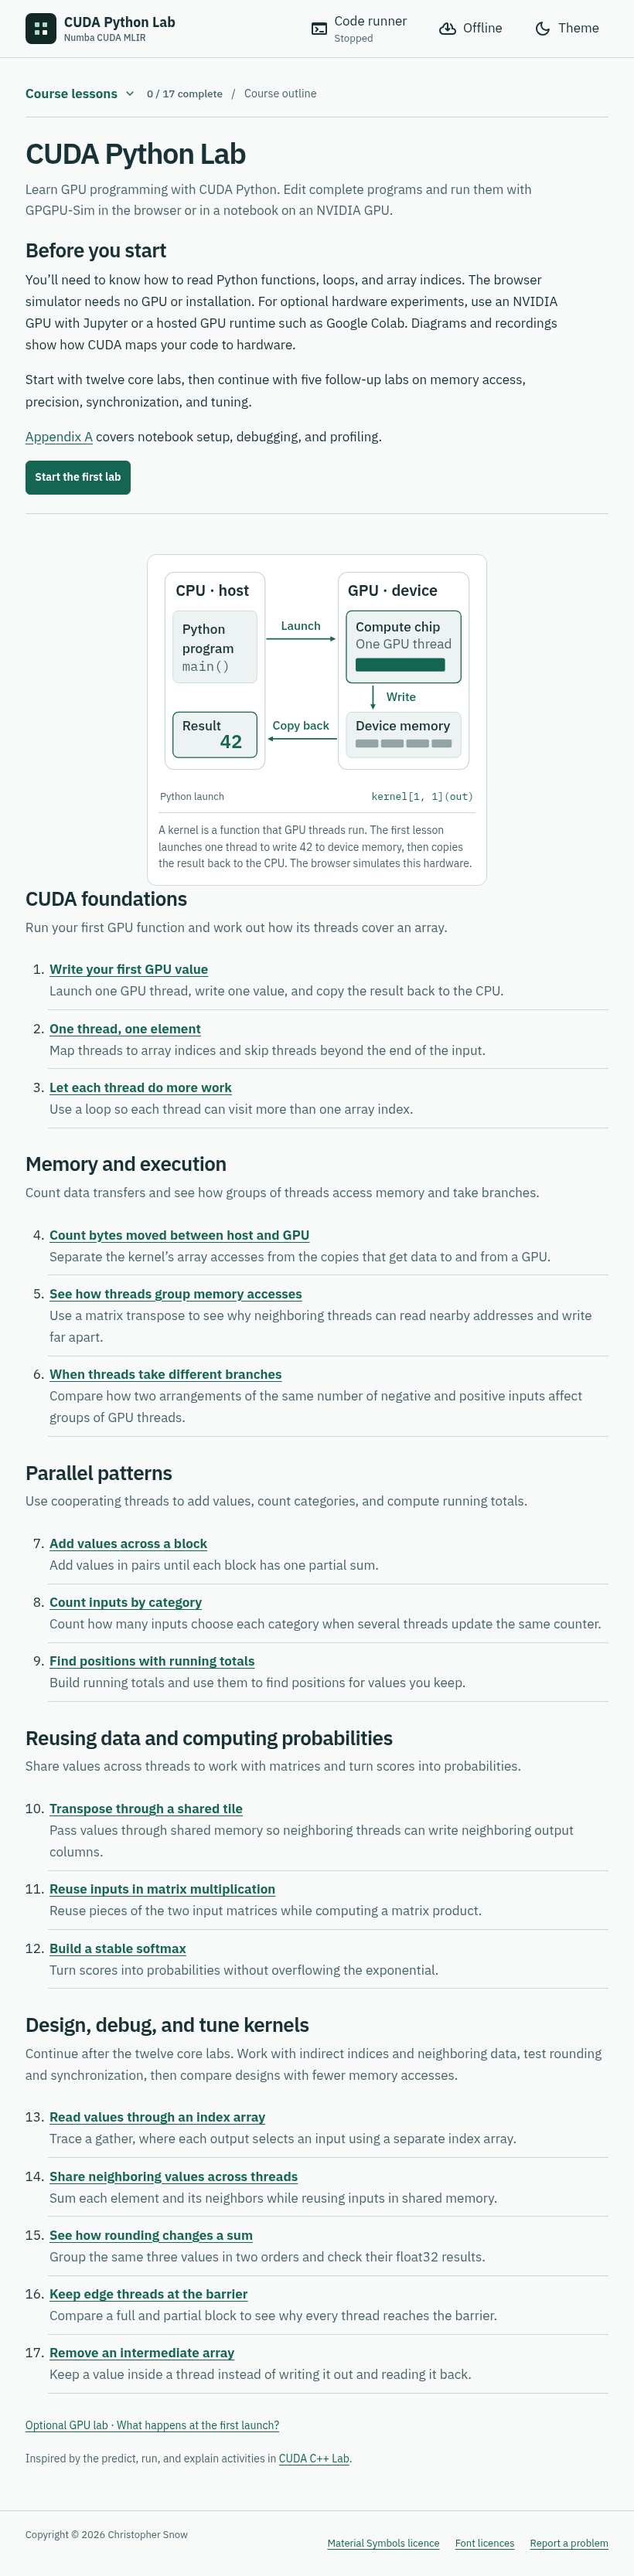 CUDA Python Lab
Numba CUDA MLIR
Code runner
Stopped
Offline
Theme
Course lessons
0 / 17 complete / Course outline
CUDA Python Lab
Learn GPU programming with CUDA Python. Edit complete programs and run them with
GPGPU-Sim in the browser or in a notebook on an NVIDIA GPU.
Before you start
You’ll need to know how to read Python functions, loops, and array indices. The browser
simulator needs no GPU or installation. For optional hardware experiments, use an NVIDIA
GPU with Jupyter or a hosted GPU runtime such as Google Colab. Diagrams and recordings
show how CUDA maps your code to hardware.
Start with twelve core labs, then continue with five follow-up labs on memory access,
precision, synchronization, and tuning.
Appendix A covers notebook setup, debugging, and profiling.
Start the first lab
CPU · host
Python
program
main()
Result
42
Launch
Copy back
GPU · device
Compute chip
One GPU thread
Write
Device memory
Python launch
kernel[1, 1](out)
A kernel is a function that GPU threads run. The first lesson
launches one thread to write 42 to device memory, then copies
the result back to the CPU. The browser simulates this hardware.
CUDA foundations
Run your first GPU function and work out how its threads cover an array.
1. Write your first GPU value
Launch one GPU thread, write one value, and copy the result back to the CPU.
2. One thread, one element
Map threads to array indices and skip threads beyond the end of the input.
3. Let each thread do more work
Use a loop so each thread can visit more than one array index.
Memory and execution
Count data transfers and see how groups of threads access memory and take branches.
4. Count bytes moved between host and GPU
Separate the kernel’s array accesses from the copies that get data to and from a GPU.
5. See how threads group memory accesses
Use a matrix transpose to see why neighboring threads can read nearby addresses and write
far apart.
6. When threads take different branches
Compare how two arrangements of the same number of negative and positive inputs affect
groups of GPU threads.
Parallel patterns
Use cooperating threads to add values, count categories, and compute running totals.
7. Add values across a block
Add values in pairs until each block has one partial sum.
8. Count inputs by category
Count how many inputs choose each category when several threads update the same counter.
9. Find positions with running totals
Build running totals and use them to find positions for values you keep.
Reusing data and computing probabilities
Share values across threads to work with matrices and turn scores into probabilities.
10. Transpose through a shared tile
Pass values through shared memory so neighboring threads can write neighboring output
columns.
11. Reuse inputs in matrix multiplication
Reuse pieces of the two input matrices while computing a matrix product.
12. Build a stable softmax
Turn scores into probabilities without overflowing the exponential.
Design, debug, and tune kernels
Continue after the twelve core labs. Work with indirect indices and neighboring data, test rounding
and synchronization, then compare designs with fewer memory accesses.
13. Read values through an index array
Trace a gather, where each output selects an input using a separate index array.
14. Share neighboring values across threads
Sum each element and its neighbors while reusing inputs in shared memory.
15. See how rounding changes a sum
Group the same three values in two orders and check their float32 results.
16. Keep edge threads at the barrier
Compare a full and partial block to see why every thread reaches the barrier.
17. Remove an intermediate array
Keep a value inside a thread instead of writing it out and reading it back.
Optional GPU lab · What happens at the first launch?
Inspired by the predict, run, and explain activities in CUDA C++ Lab.
Copyright © 2026 Christopher Snow
Material Symbols licence
Font licences
Report a problem